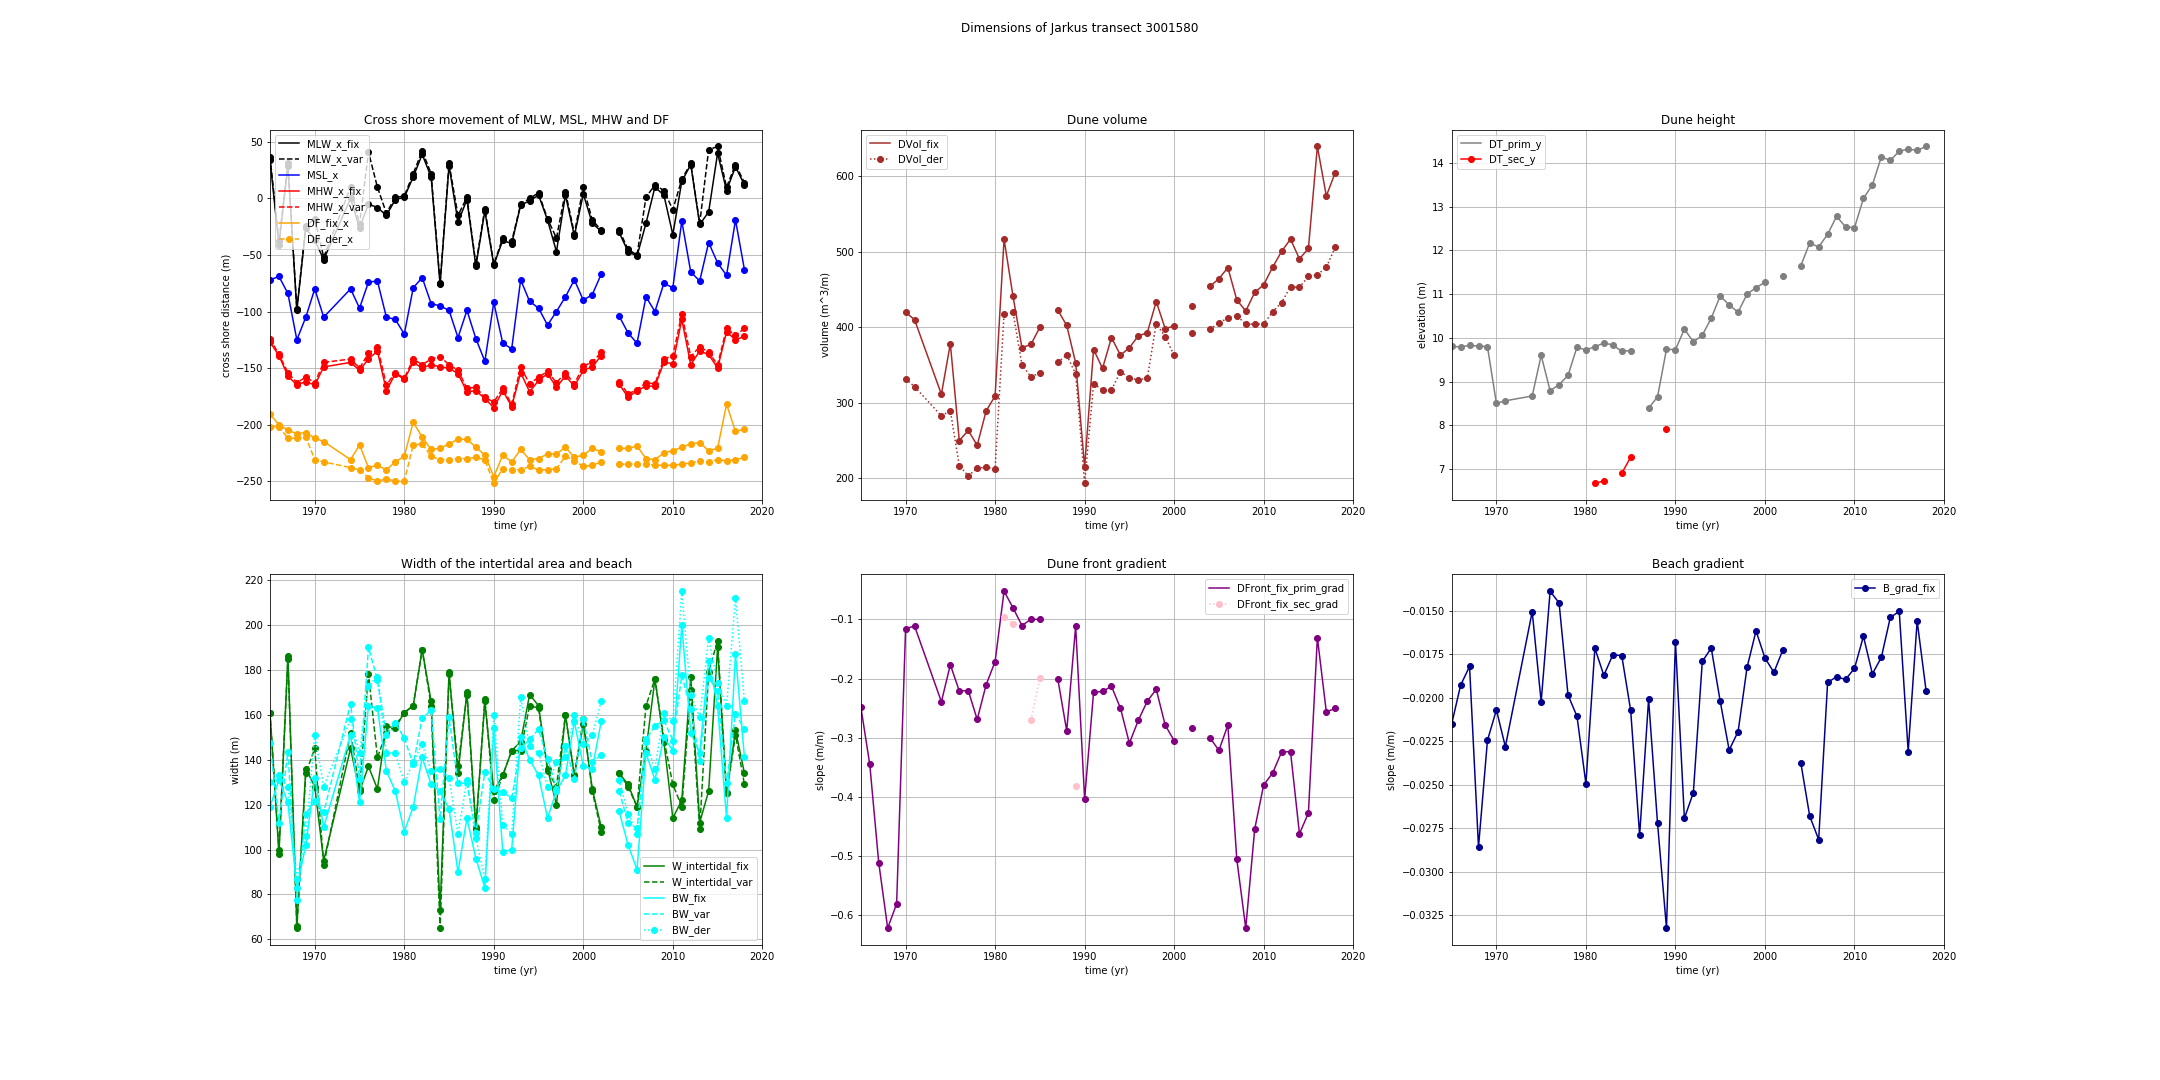 Dimensions of Jarkus transect 3001580
Cross shore movement of MLW, MSL, MHW and DF
cross shore distance (m)
50
0
−50
−100
−150
−200
−250
MLW_x_fix
MLW_x_var
MSL_x
MHW_x_fix
MHW_x_var
DF_fix_x
DF_der_x
1970 1980 1990 2000 2010 2020
time (yr)
Dune volume
volume (m^3/m)
600
500
400
300
200
DVol_fix
DVol_der
1970 1980 1990 2000 2010 2020
time (yr)
Dune height
elevation (m)
14
13
12
11
10
9
8
7
DT_prim_y
DT_sec_y
1970 1980 1990 2000 2010 2020
time (yr)
Width of the intertidal area and beach
width (m)
220
200
180
160
140
120
100
80
60
W_intertidal_fix
W_intertidal_var
BW_fix
BW_var
BW_der
1970 1980 1990 2000 2010 2020
time (yr)
Dune front gradient
slope (m/m)
−0.1
−0.2
−0.3
−0.4
−0.5
−0.6
DFront_fix_prim_grad
DFront_fix_sec_grad
1970 1980 1990 2000 2010 2020
time (yr)
Beach gradient
slope (m/m)
−0.0150
−0.0175
−0.0200
−0.0225
−0.0250
−0.0275
−0.0300
−0.0325
B_grad_fix
1970 1980 1990 2000 2010 2020
time (yr)